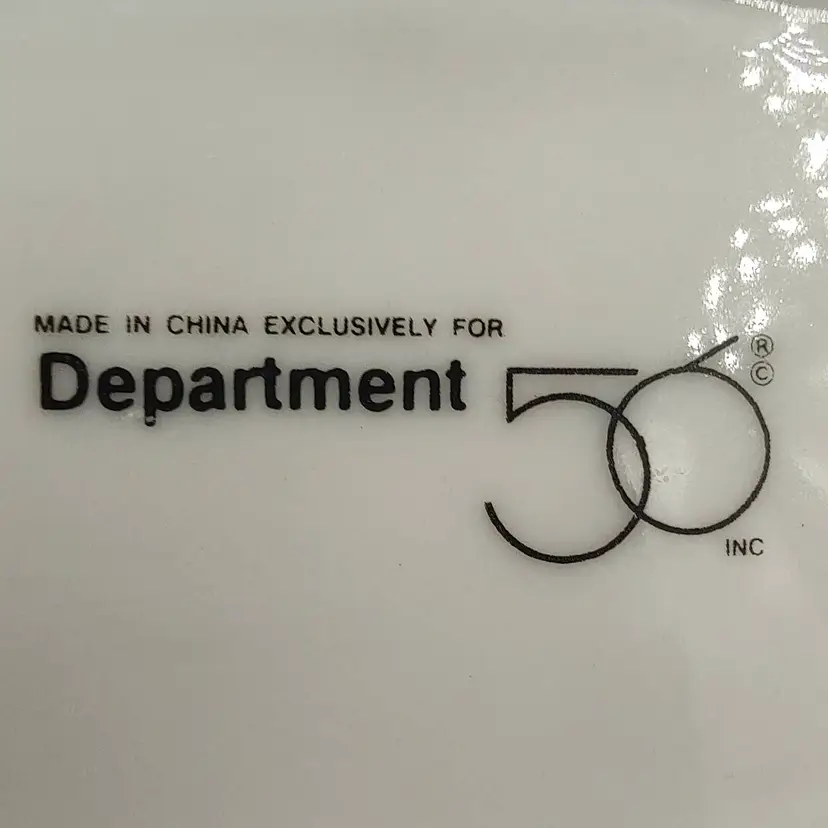 MADE IN CHINA EXCLUSIVELY FOR
Department 56 ® ©
INC